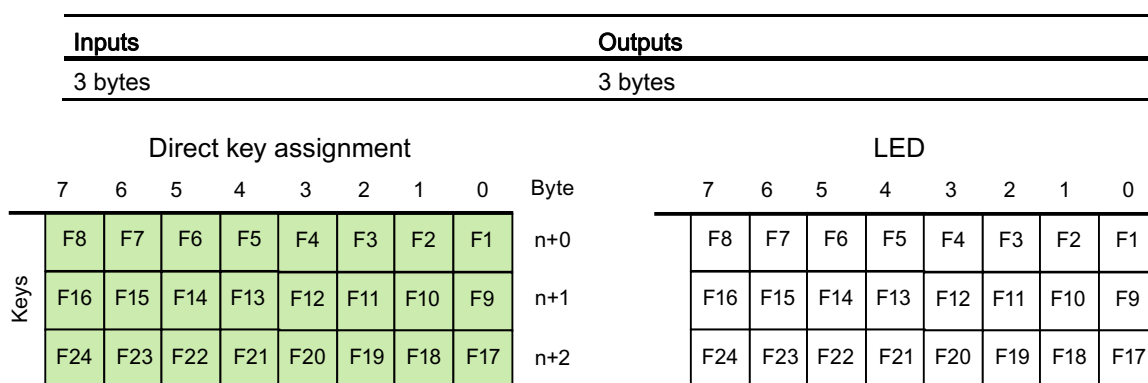 Inputs Outputs
3 bytes 3 bytes
Direct key assignment LED
7 6 5 4 3 2 1 0 Byte 7 6 5 4 3 2 1 0
Keys
F8 F7 F6 F5 F4 F3 F2 F1 n+0 F8 F7 F6 F5 F4 F3 F2 F1
F16 F15 F14 F13 F12 F11 F10 F9 n+1 F16 F15 F14 F13 F12 F11 F10 F9
F24 F23 F22 F21 F20 F19 F18 F17 n+2 F24 F23 F22 F21 F20 F19 F18 F17